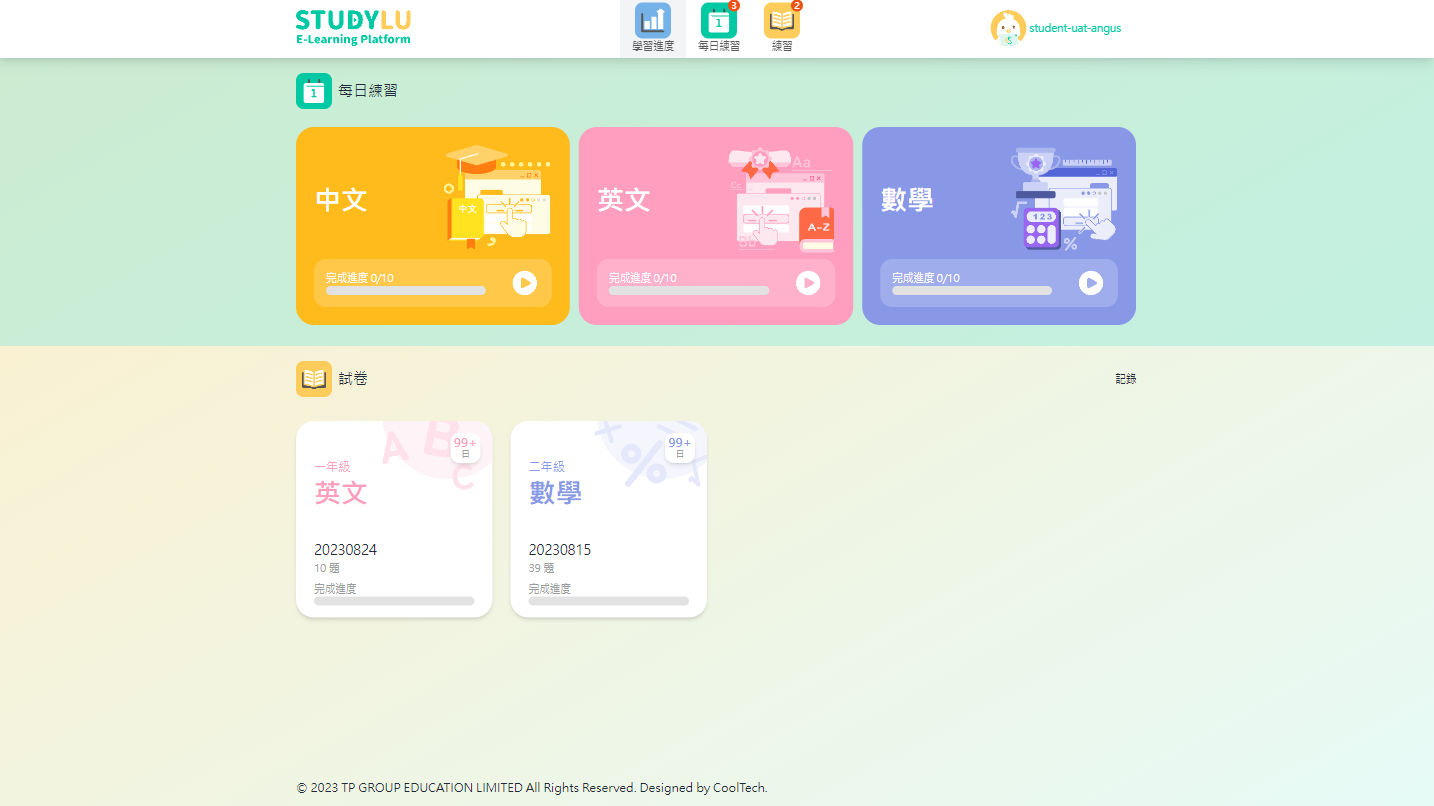 STUDYLU
E-Learning Platform
學習進度
3
1
每日練習
2
練習
student-uat-angus
1
每日練習
中文
中文
完成進度 0/10
英文
Aa
Cc
Bb
A-Z
完成進度 0/10
數學
123
%
完成進度 0/10
試卷
記錄
A B C
99+
日
一年級
英文
20230824
10 題
完成進度
%
99+
日
二年級
數學
20230815
39 題
完成進度
© 2023 TP GROUP EDUCATION LIMITED All Rights Reserved. Designed by CoolTech.